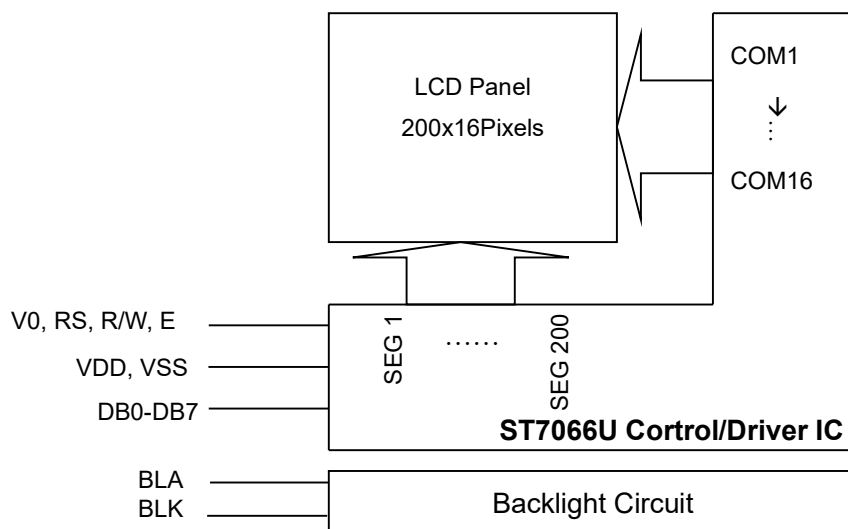 LCD Panel
200x16Pixels
COM1
...
COM16
V0, RS, R/W, E
VDD, VSS
DB0-DB7
SEG 1
......
SEG 200
ST7066U Cortrol/Driver IC
BLA
BLK
Backlight Circuit